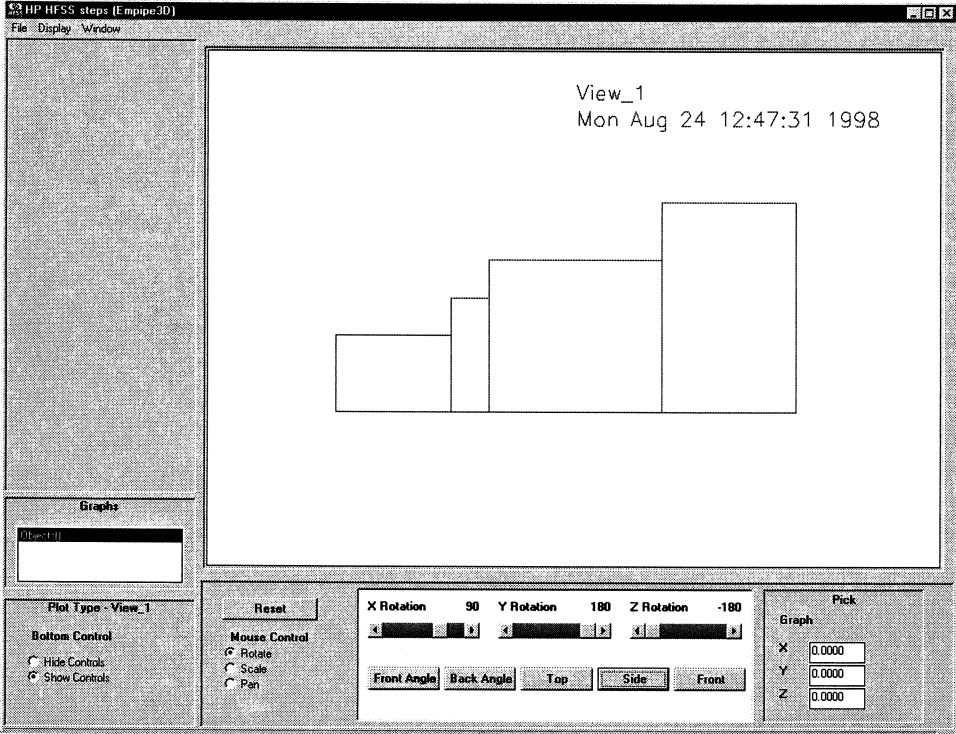 HP HFSS steps (Empipe3D)
File Display Window
View_1
Mon Aug 24 12:47:31 1998
Graphs
Plot Type - View_1
Bottom Control
Hide Controls
Show Controls
Reset
Mouse Control
Rotate
Scale
Pan
X Rotation 90 Y Rotation 180 Z Rotation -180
Front Angle Back Angle Top Side Front
Pick
Graph
X 0.0000
Y 0.0000
Z 0.0000